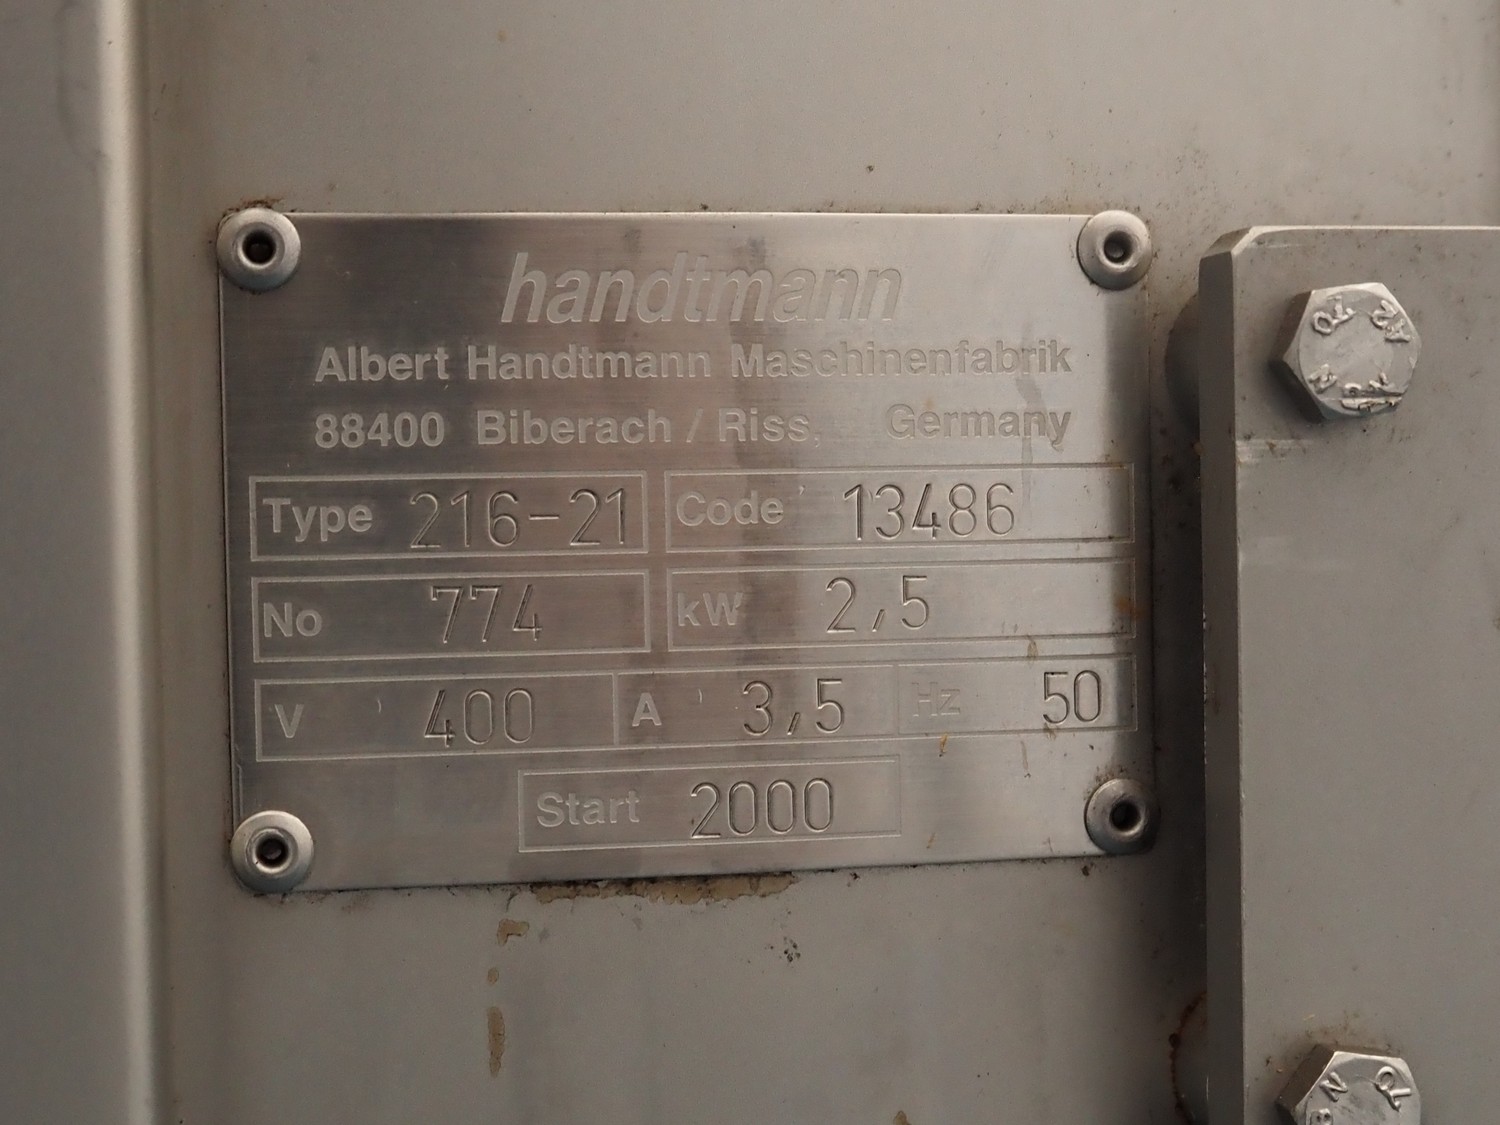 handtmann
Albert Handtmann Maschinenfabrik
88400 Biberach / Riss, Germany
Type 216-21 Code 13486
No 774 kW 2,5
V 400 A 3,5 Hz 50
Start 2000